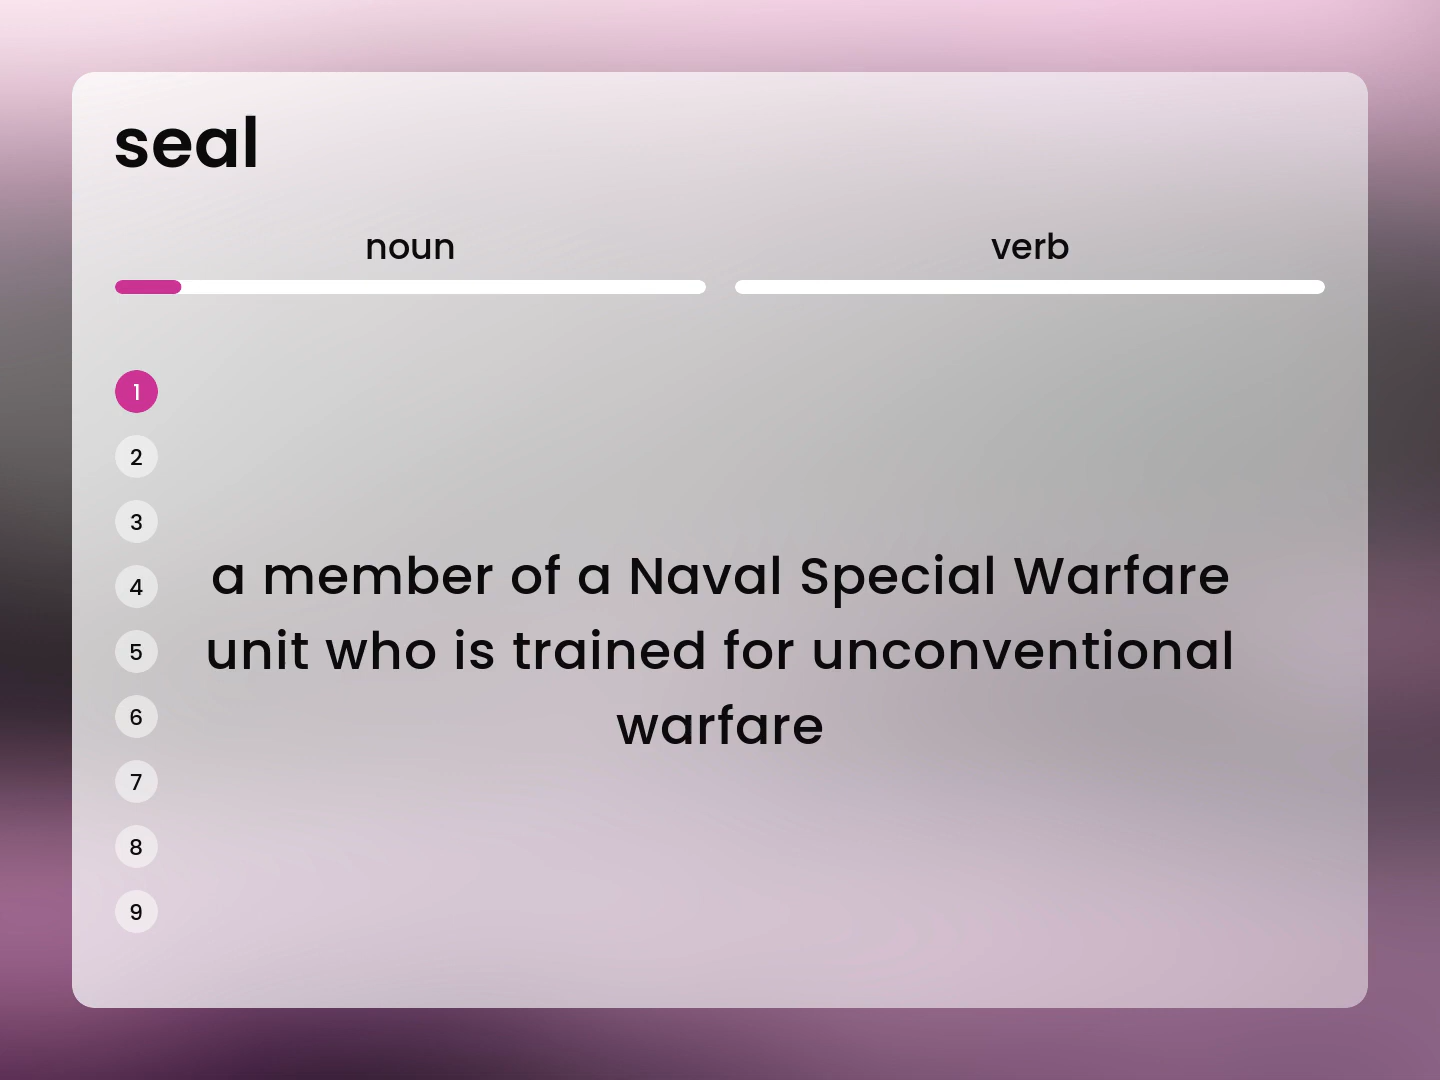 seal
noun
verb
1
2
3
4
5
6
7
8
9
a member of a Naval Special Warfare
unit who is trained for unconventional
warfare